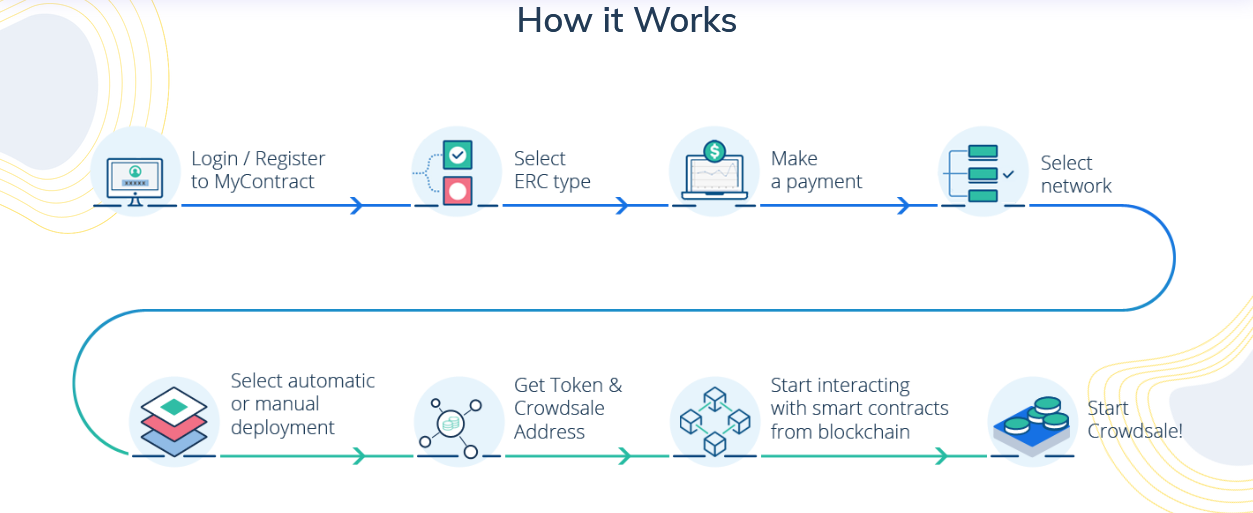 How it Works
Login / Register
to MyContract
Select
ERC type
Make
a payment
Select
network
Select automatic
or manual
deployment
Get Token &
Crowdsale
Address
Start interacting
with smart contracts
from blockchain
Start
Crowdsale!